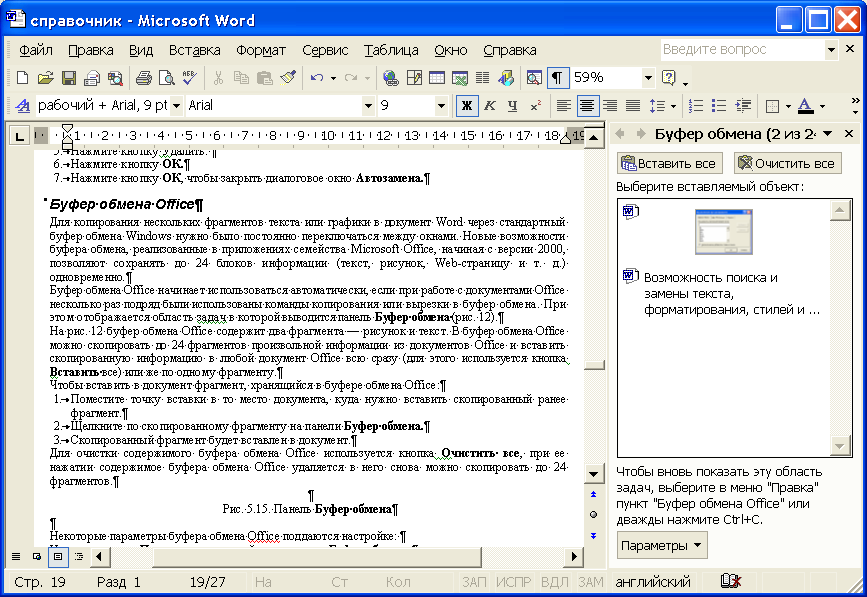 справочник - Microsoft Word
Файл Правка Вид Вставка Формат Сервис Таблица Окно Справка Введите вопрос
59%
рабочий + Arial, 9 pt Arial 9 Ж К Ч
1 2 3 4 5 6 7 8 9 10 11 12 13 14 15 16 17 18 19
5. Нажмите кнопку Удалить.¶
6. Нажмите кнопку ОК.¶
7. Нажмите кнопку ОК, чтобы закрыть диалоговое окно Автозамена.¶
Буфер обмена Office¶
Для копирования нескольких фрагментов текста или графики в документ Word через стандартный
буфер обмена Windows нужно было постоянно переключаться между окнами. Новые возможности
буфера обмена, реализованные в приложениях семейства Microsoft Office, начиная с версии 2000,
позволяют сохранять до 24 блоков информации (текст, рисунок, Web-страницу и т. д.)
одновременно.¶
Буфер обмена Office начинает использоваться автоматически, если при работе с документами Office
несколько раз подряд были использованы команды копирования или вырезки в буфер обмена. При
этом отображается область задач в которой выводится панель Буфер обмена (рис. 12).¶
На рис. 12 буфер обмена Office содержит два фрагмента — рисунок и текст. В буфер обмена Office
можно скопировать до 24 фрагментов произвольной информации из документов Office и вставить
скопированную информацию в любой документ Office всю сразу (для этого используется кнопка
Вставить все) или же по одному фрагменту.¶
Чтобы вставить в документ фрагмент, хранящийся в буфере обмена Office:¶
1. Поместите точку вставки в то место документа, куда нужно вставить скопированный ранее
фрагмент.¶
2. Щелкните по скопированному фрагменту на панели Буфер обмена.¶
3. Скопированный фрагмент будет вставлен в документ.¶
Для очистки содержимого буфера обмена Office используется кнопка Очистить все, при ее
нажатии содержимое буфера обмена Office удаляется в него снова можно скопировать до 24
фрагментов.¶
¶
Рис. 5.15. Панель Буфер обмена¶
¶
Некоторые параметры буфера обмена Office поддаются настройке: ¶
Буфер обмена (2 из 24
Вставить все Очистить все
Выберите вставляемый объект:
Возможность поиска и
замены текста,
форматирования, стилей и ...
Чтобы вновь показать эту область
задач, выберите в меню "Правка"
пункт "Буфер обмена Office" или
дважды нажмите Ctrl+C.
Параметры
Стр. 19 Разд 1 19/27 На Ст Кол ЗАП ИСПР ВДЛ ЗАМ английский